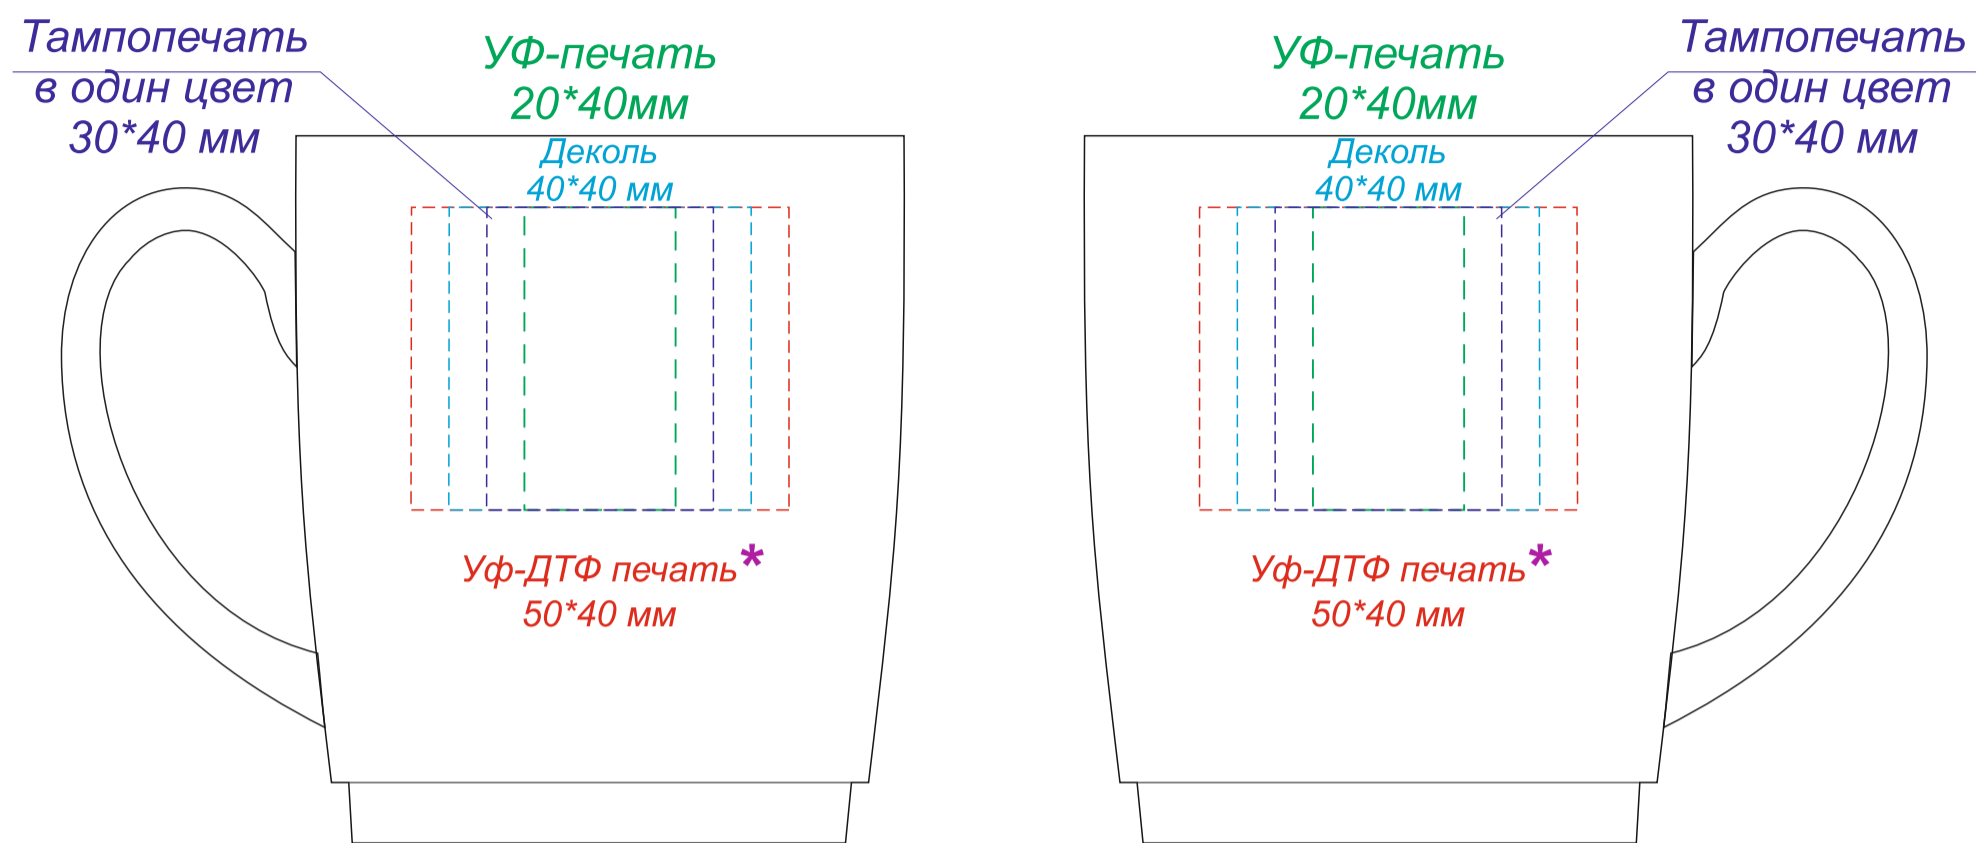 Тампопечать
в один цвет
30*40 мм
УФ-печать
20*40мм
Деколь
40*40 мм
Уф-ДТФ печать*
50*40 мм
УФ-печать
20*40мм
Деколь
40*40 мм
Тампопечать
в один цвет
30*40 мм
Уф-ДТФ печать*
50*40 мм